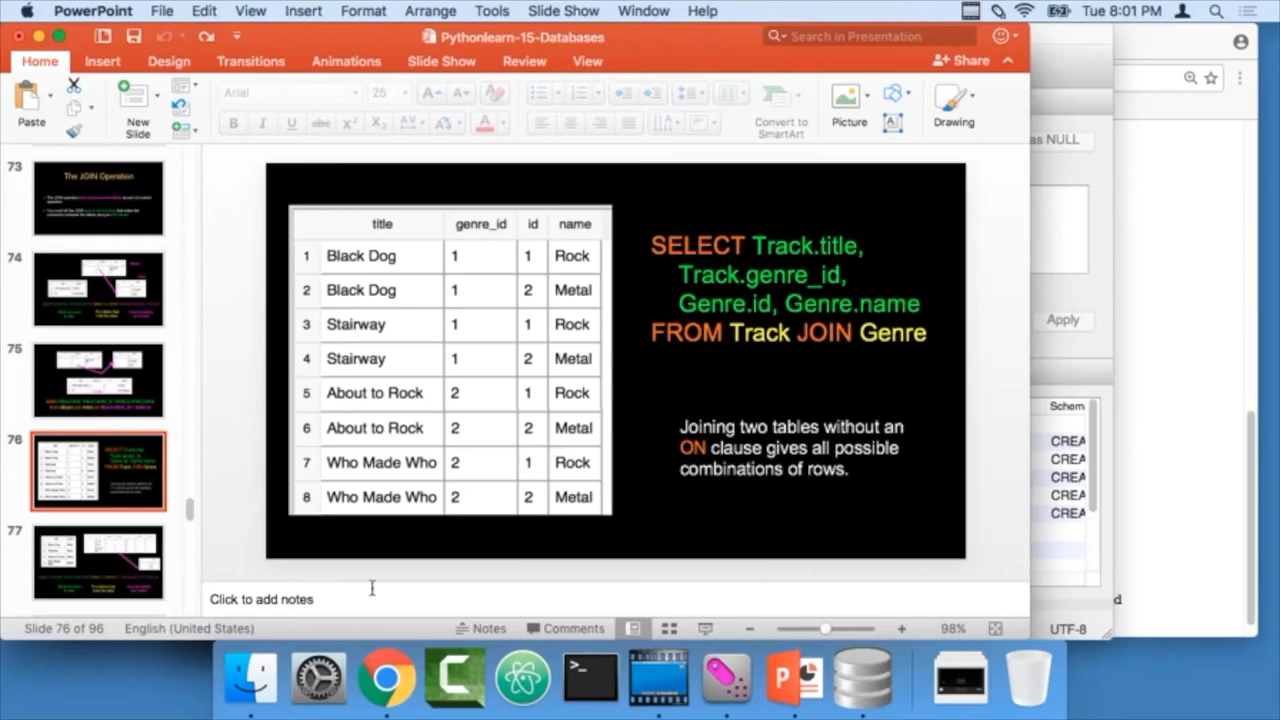 PowerPoint File Edit View Insert Format Arrange Tools Slide Show Window Help Tue 8:01 PM
Pythonlearn-15-Databases
Search in Presentation
Home Insert Design Transitions Animations Slide Show Review View Share
Arial 25
Paste
New
Slide
Convert to
SmartArt
Picture
Drawing
as NULL
Apply
Schem
CREA
CREA
CREA
CREA
CREA
73
The JOIN Operation
74
75
76
77
title genre_id id name
1 Black Dog 1 1 Rock
2 Black Dog 1 2 Metal
3 Stairway 1 1 Rock
4 Stairway 1 2 Metal
5 About to Rock 2 1 Rock
6 About to Rock 2 2 Metal
7 Who Made Who 2 1 Rock
8 Who Made Who 2 2 Metal
SELECT Track.title,
Track.genre_id,
Genre.id, Genre.name
FROM Track JOIN Genre
Joining two tables without an
ON clause gives all possible
combinations of rows.
Click to add notes
d
Slide 76 of 96 English (United States) Notes Comments 98%
UTF-8